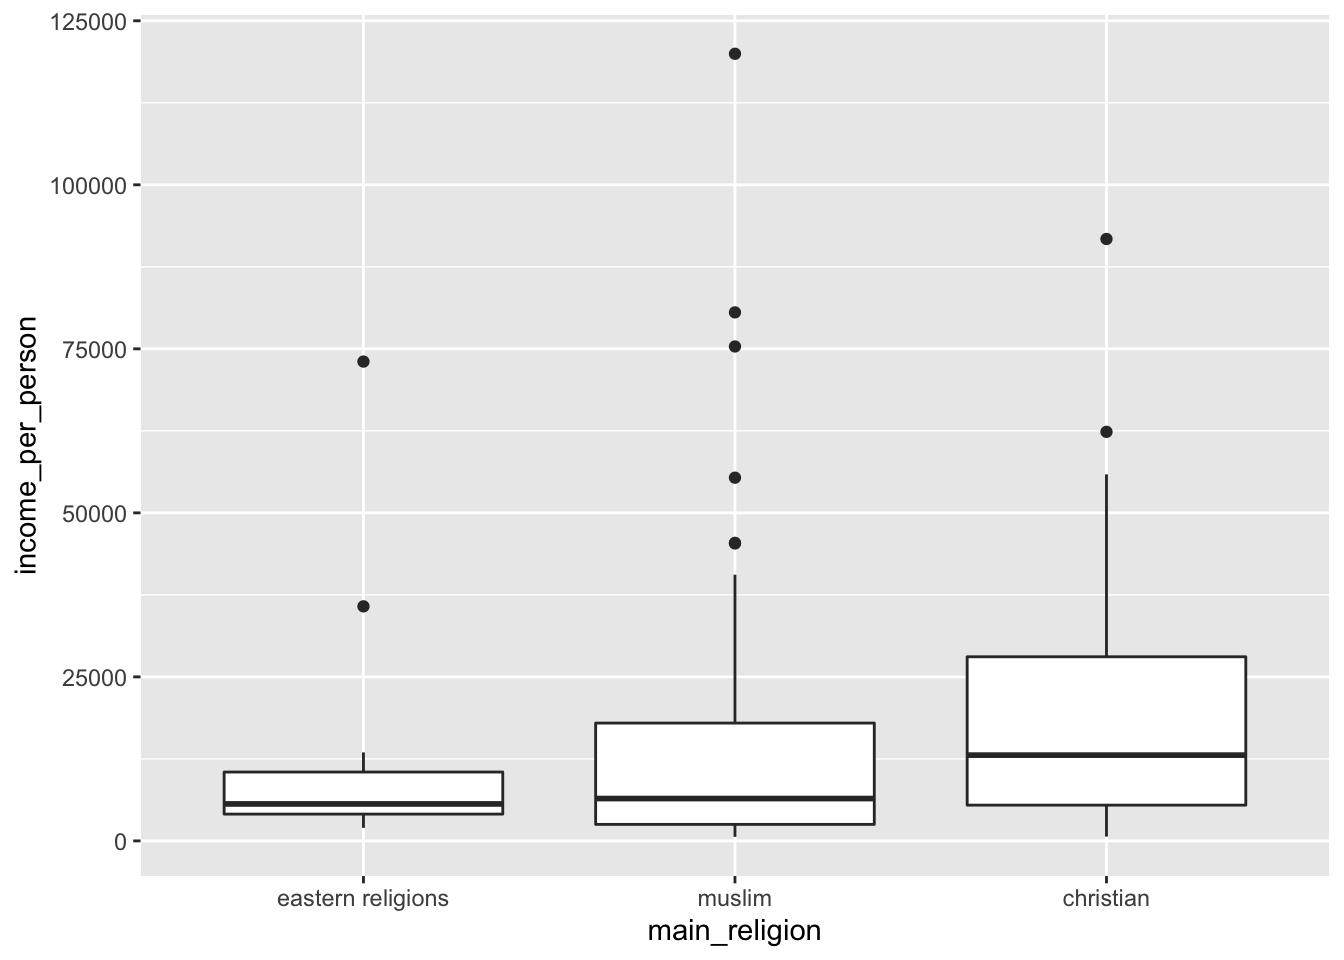 125000
100000
75000
50000
25000
0
income_per_person
eastern religions
muslim
christian
main_religion